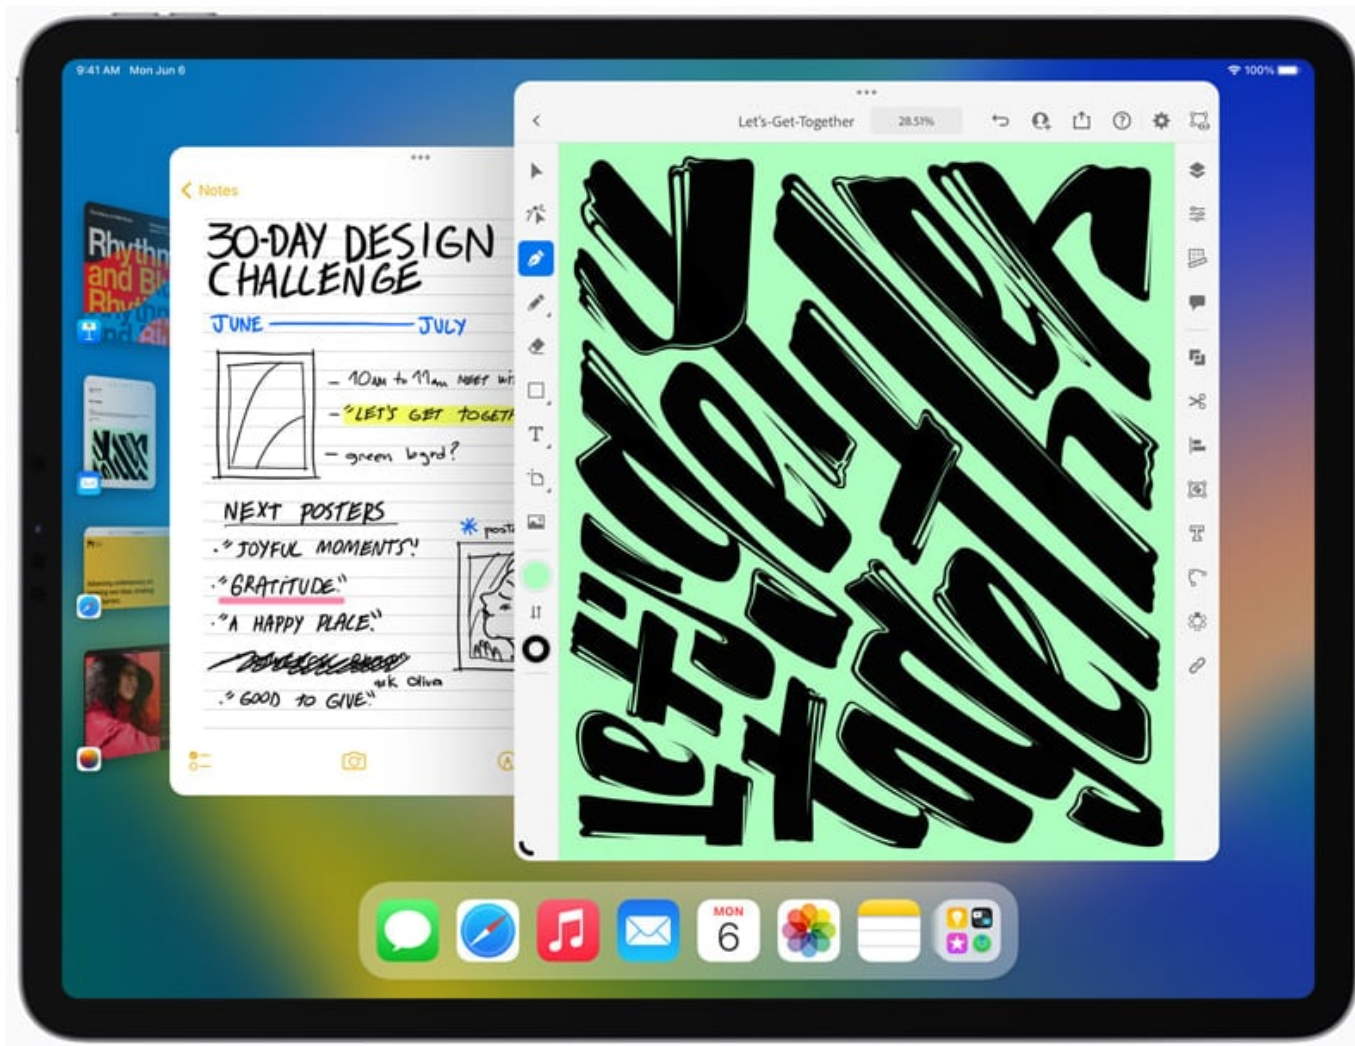 9:41 AM Mon Jun 6
100%
Let's-Get-Together
28.51%
Notes
30-DAY DESIGN
CHALLENGE
JUNE
JULY
- 10am to 11am MEET
- "LET'S GET
- green bgrd?
NEXT POSTERS
· "JOYFUL MOMENTS"
· "GRATITUDE"
· "A HAPPY PLACE"
ask Oliva
· "GOOD TO GIVE"
and
Let's
get
together
MON
6